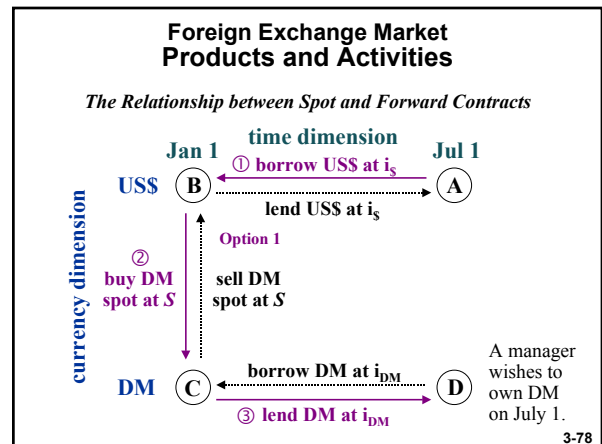 Foreign Exchange Market
Products and Activities
The Relationship between Spot and Forward Contracts
time dimension
Jan 1
Jul 1
① borrow US$ at i$
US$
B
A
lend US$ at i$
Option 1
②
buy DM
spot at S
sell DM
spot at S
currency dimension
borrow DM at iDM
DM
C
D
③ lend DM at iDM
A manager
wishes to
own DM
on July 1.
3-78